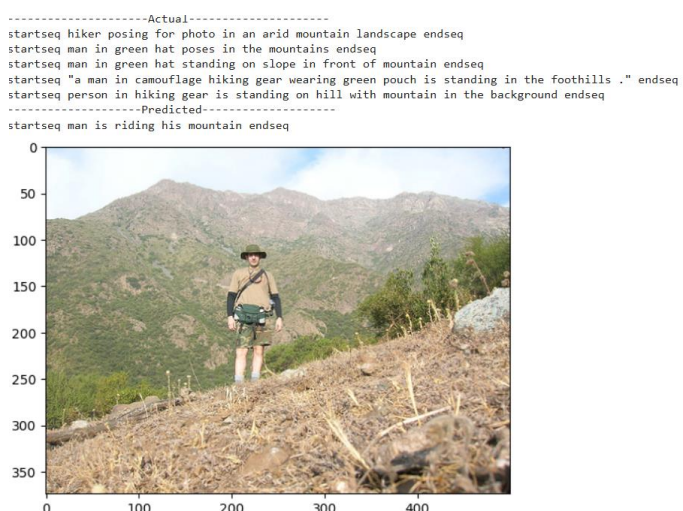 ---------------------Actual---------------------
startseq hiker posing for photo in an arid mountain landscape endseq
startseq man in green hat poses in the mountains endseq
startseq man in green hat standing on slope in front of mountain endseq
startseq "a man in camouflage hiking gear wearing green pouch is standing in the foothills ." endseq
startseq person in hiking gear is standing on hill with mountain in the background endseq
--------------------Predicted--------------------
startseq man is riding his mountain endseq
0
50
100
150
200
250
300
350
0 100 200 300 400